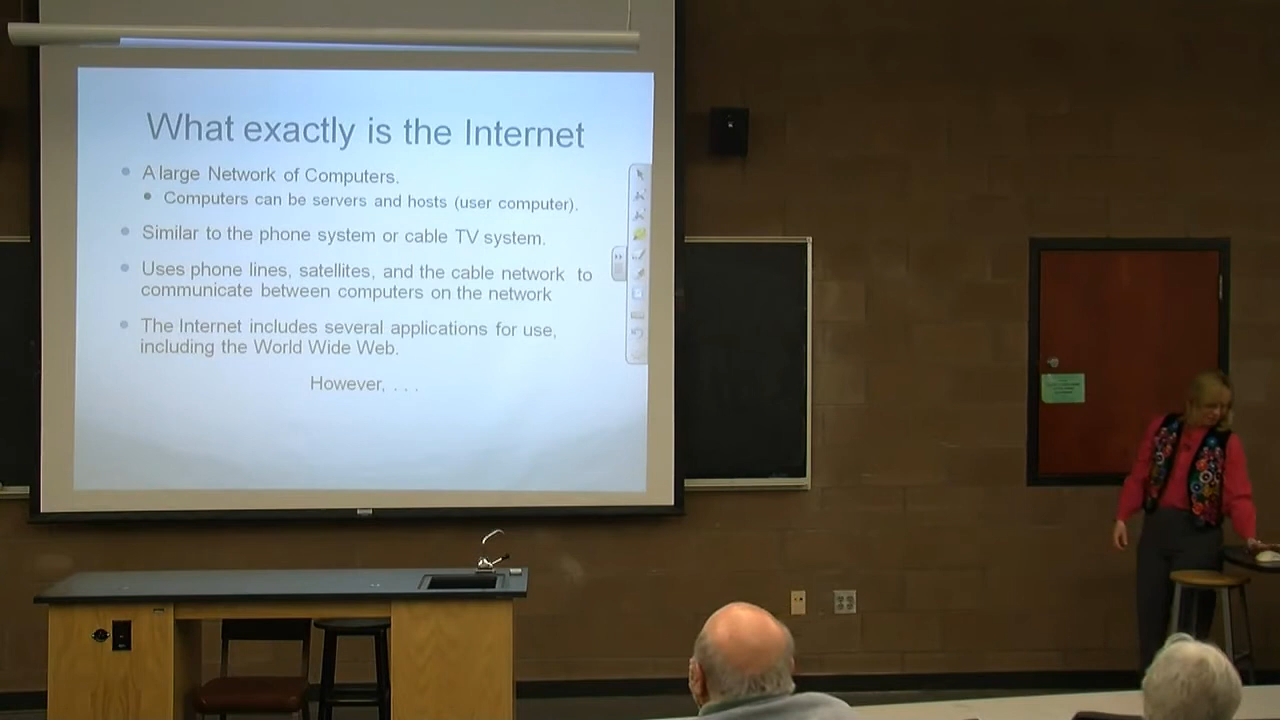 What exactly is the Internet
A large Network of Computers.
Computers can be servers and hosts (user computer).
Similar to the phone system or cable TV system.
Uses phone lines, satellites, and the cable network to
communicate between computers on the network
The Internet includes several applications for use,
including the World Wide Web.
However, . . .